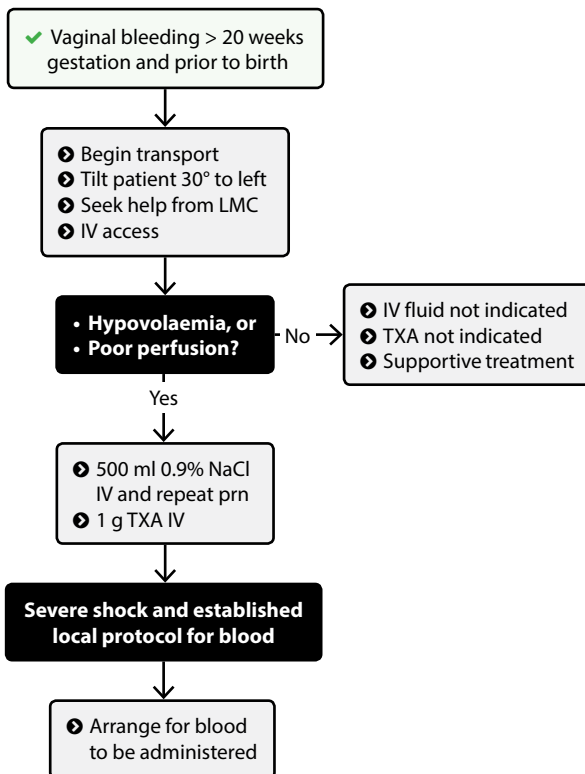 ✔ Vaginal bleeding > 20 weeks
gestation and prior to birth
Begin transport
Tilt patient 30° to left
Seek help from LMC
IV access
• Hypovolaemia, or
• Poor perfusion?
No
IV fluid not indicated
TXA not indicated
Supportive treatment
Yes
500 ml 0.9% NaCl
IV and repeat prn
1 g TXA IV
Severe shock and established
local protocol for blood
Arrange for blood
to be administered